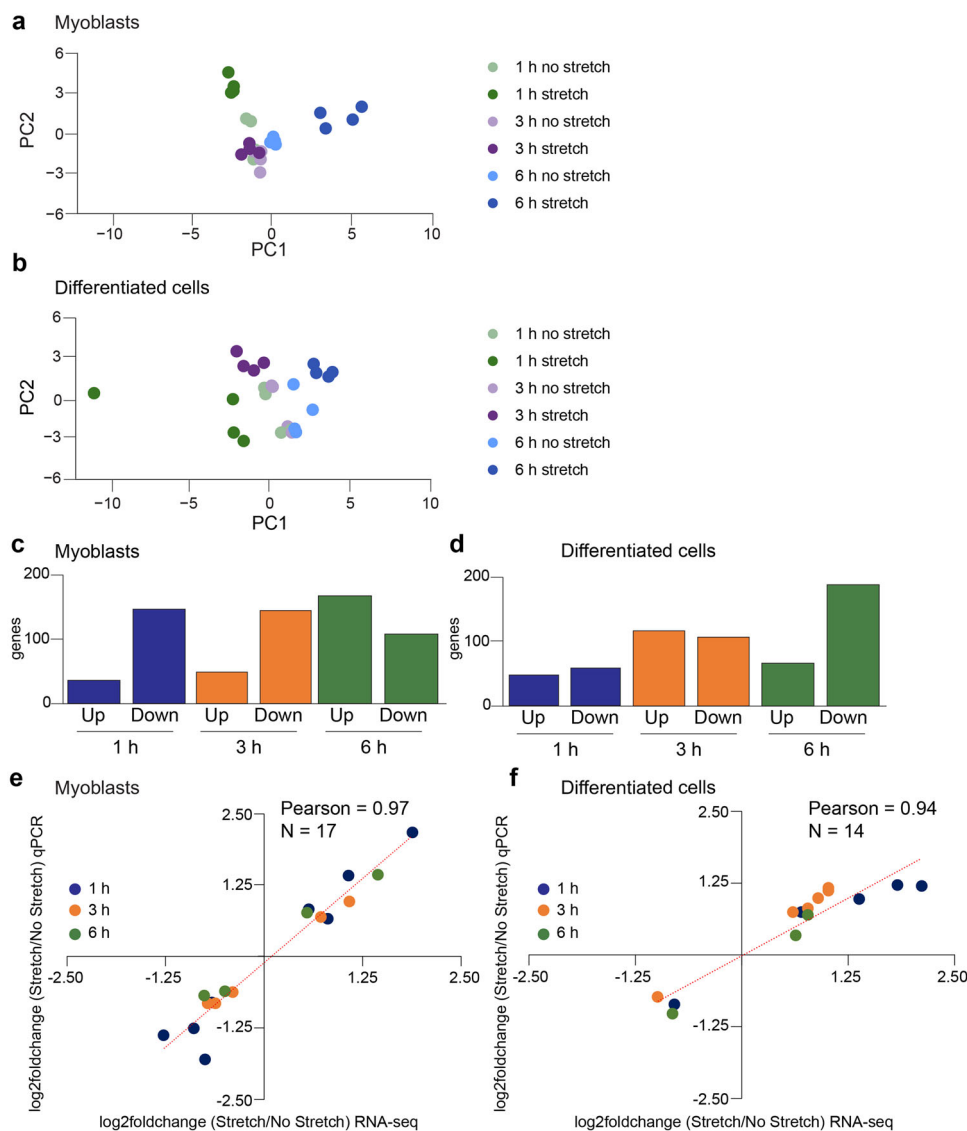 a Myoblasts
6
3
0
−3
−6
PC2
−10 −5 0 5 10
PC1
1 h no stretch
1 h stretch
3 h no stretch
3 h stretch
6 h no stretch
6 h stretch
b
Differentiated cells
6
3
0
−3
−6
PC2
−10 −5 0 5 10
PC1
1 h no stretch
1 h stretch
3 h no stretch
3 h stretch
6 h no stretch
6 h stretch
c Myoblasts
200
100
0
genes
Up Down Up Down Up Down
1 h 3 h 6 h
d Differentiated cells
200
100
0
genes
Up Down Up Down Up Down
1 h 3 h 6 h
e Myoblasts
Pearson = 0.97
N = 17
1 h
3 h
6 h
2.50
1.25
-2.50 -1.25 1.25 2.50
-1.25
-2.50
log2foldchange (Stretch/No Stretch) qPCR
log2foldchange (Stretch/No Stretch) RNA-seq
f Differentiated cells
Pearson = 0.94
N = 14
1 h
3 h
6 h
2.50
1.25
-2.50 -1.25 1.25 2.50
-1.25
-2.50
log2foldchange (Stretch/No Stretch) qPCR
log2foldchange (Stretch/No Stretch) RNA-seq